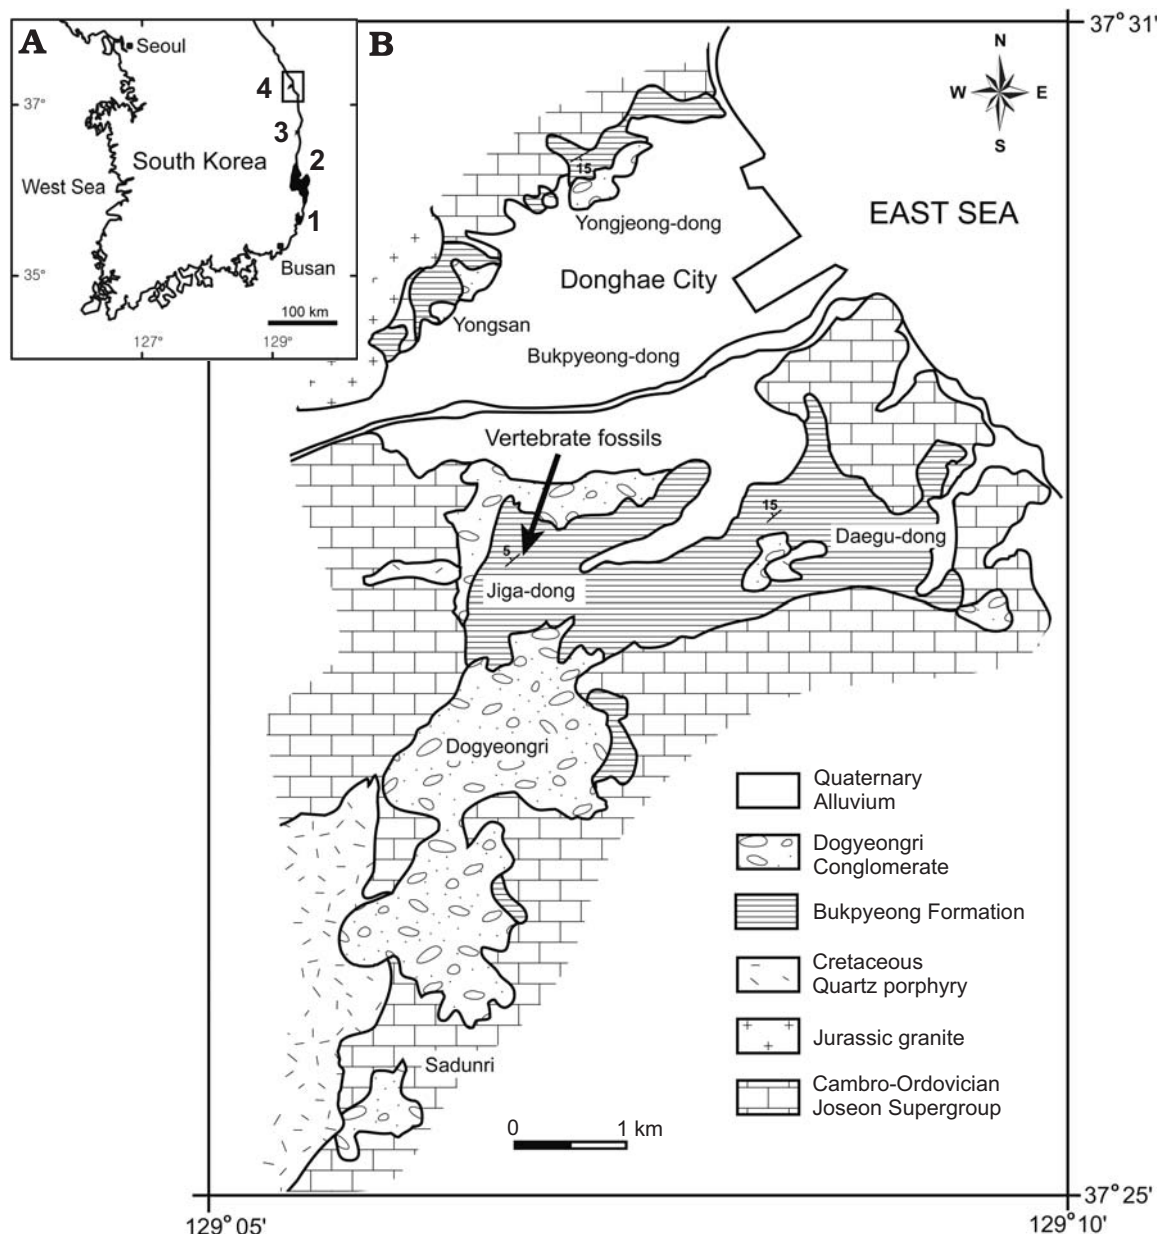 A
Seoul
4
37°
3
2
South Korea
West Sea
1
35°
Busan
100 km
127°
129°
B
37° 31'
N
W
E
S
15
Yongjeong-dong
EAST SEA
Donghae City
Yongsan
Bukpyeong-dong
Vertebrate fossils
15
Daegu-dong
5
Jiga-dong
Dogyeongri
Quaternary
Alluvium
Dogyeongri
Conglomerate
Bukpyeong Formation
Cretaceous
Quartz porphyry
Jurassic granite
Cambro-Ordovician
Joseon Supergroup
Sadunri
0
1 km
37° 25'
129° 05'
129° 10'